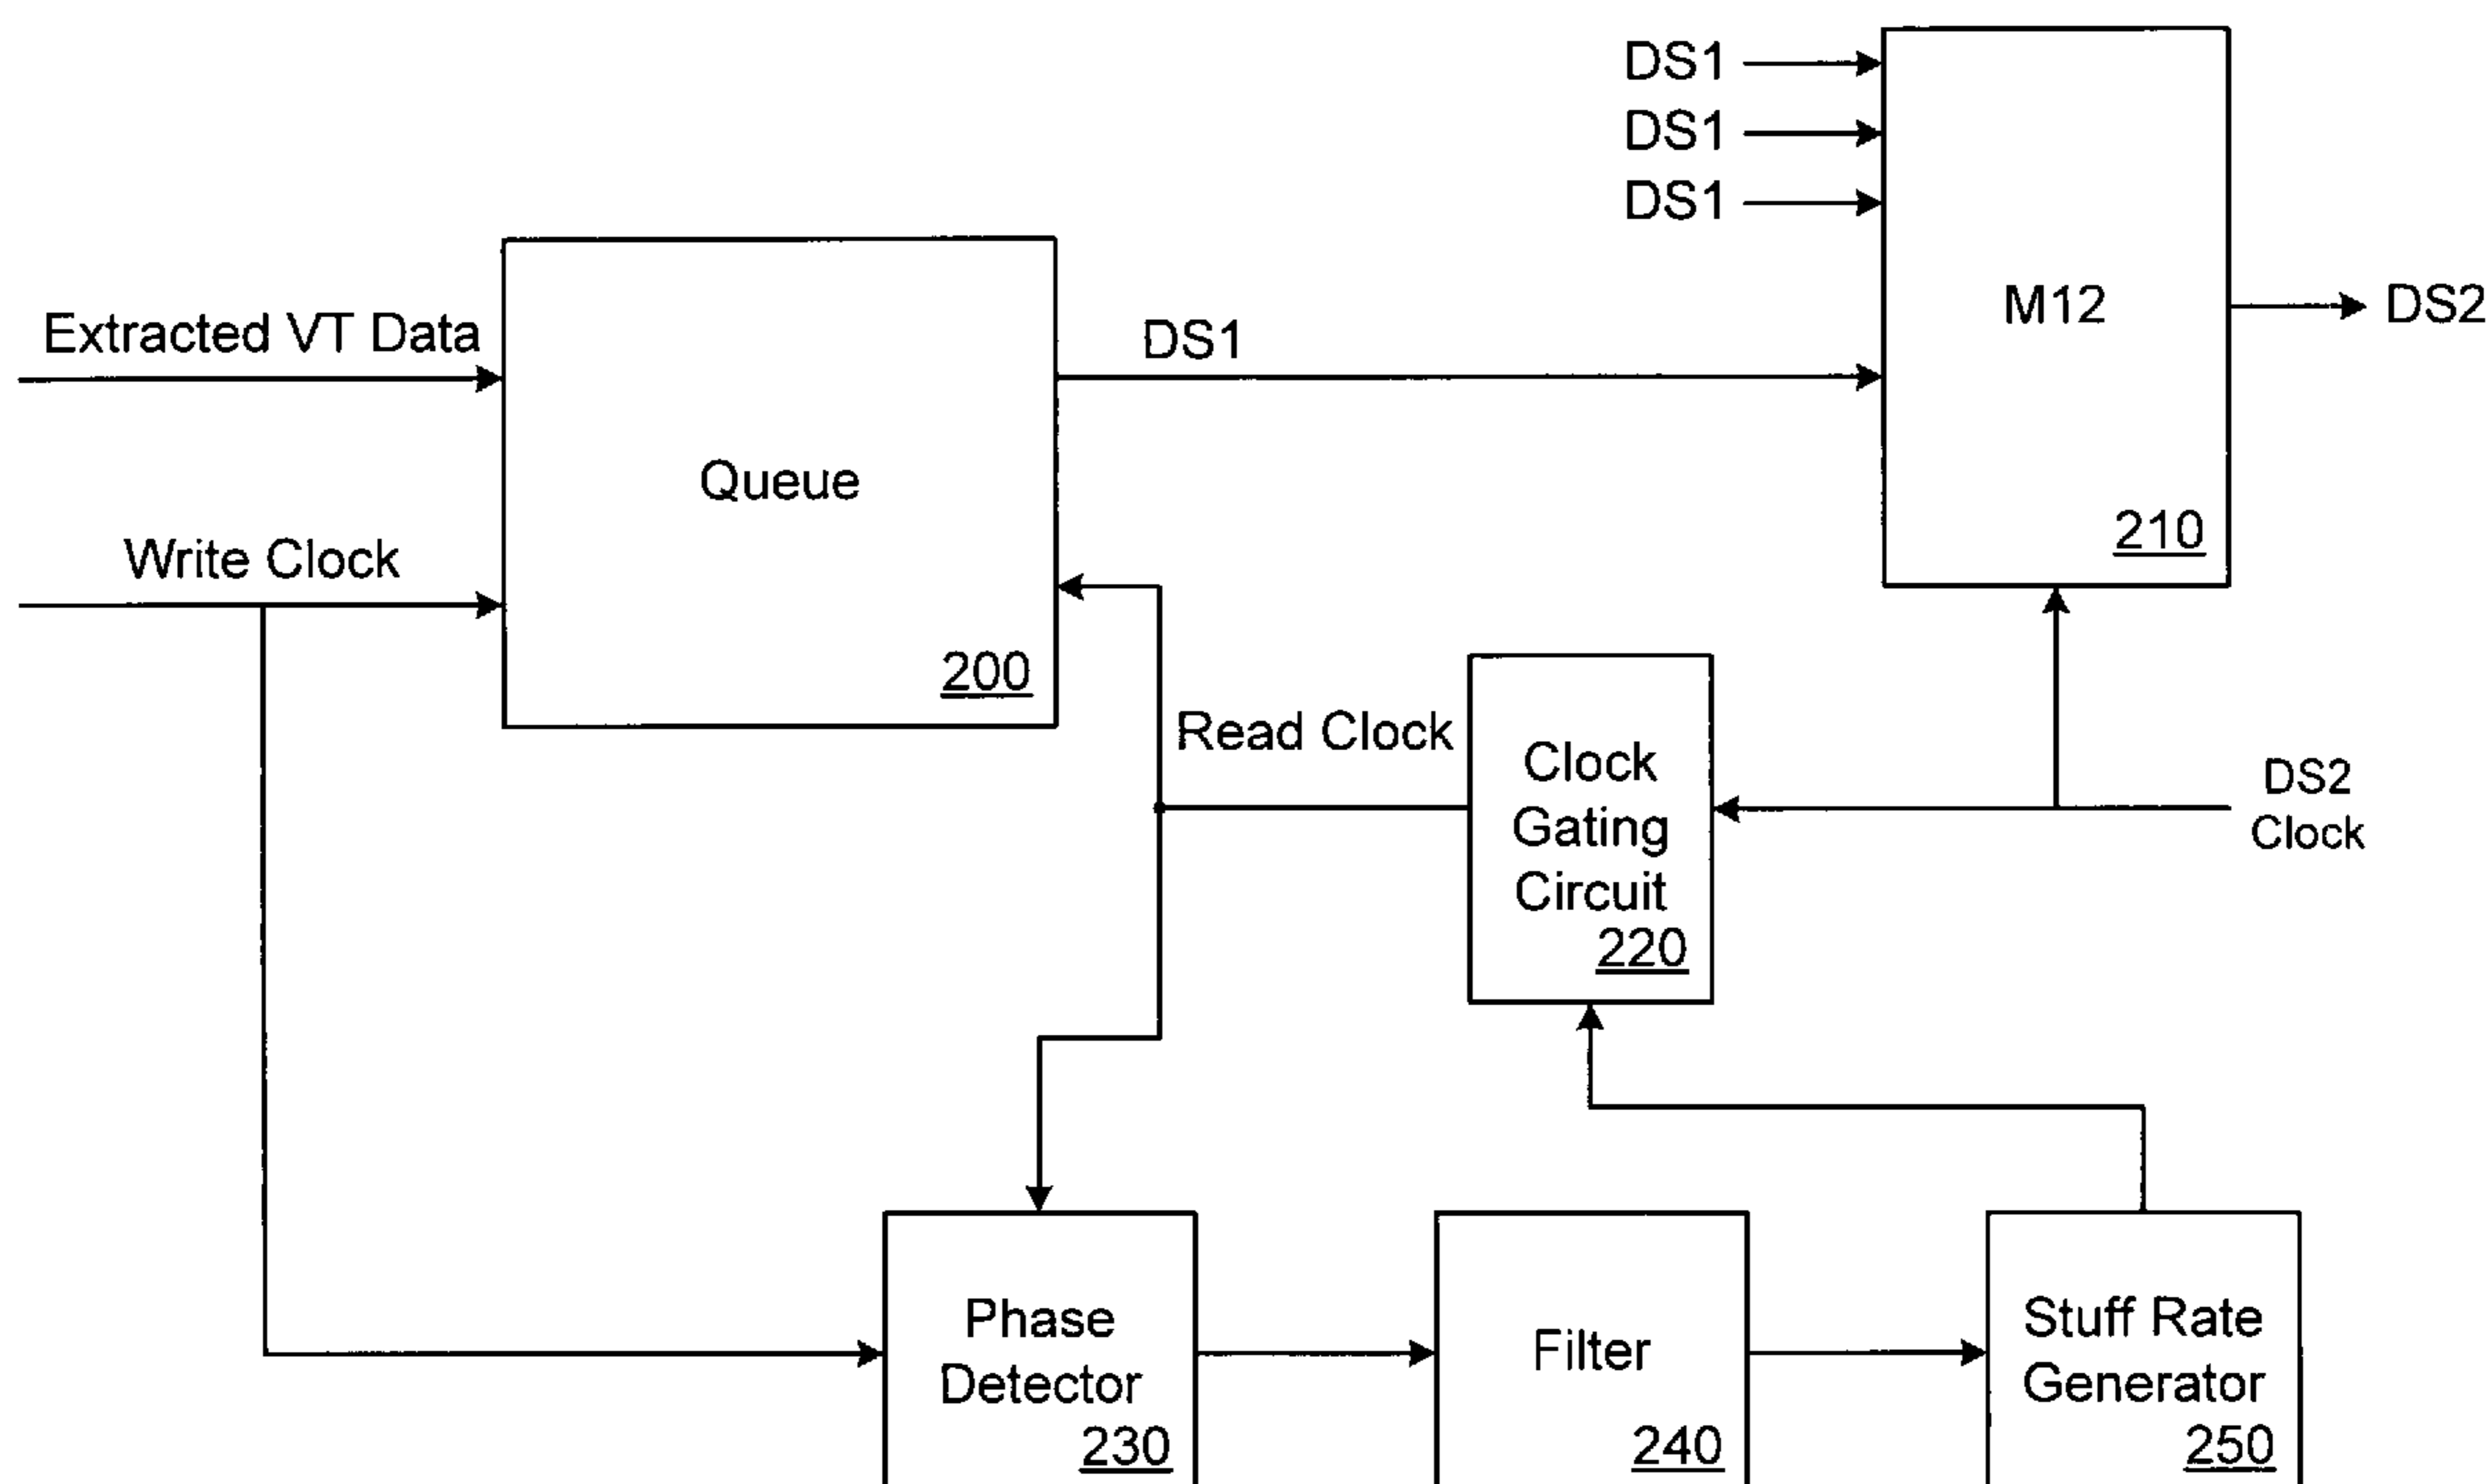 DS1
DS1
DS1
M12
DS2
Extracted VT Data
DS1
Queue
210
Write Clock
200
Read Clock
Clock
Gating
Circuit
220
DS2
Clock
Phase
Detector
230
Filter
240
Stuff Rate
Generator
250